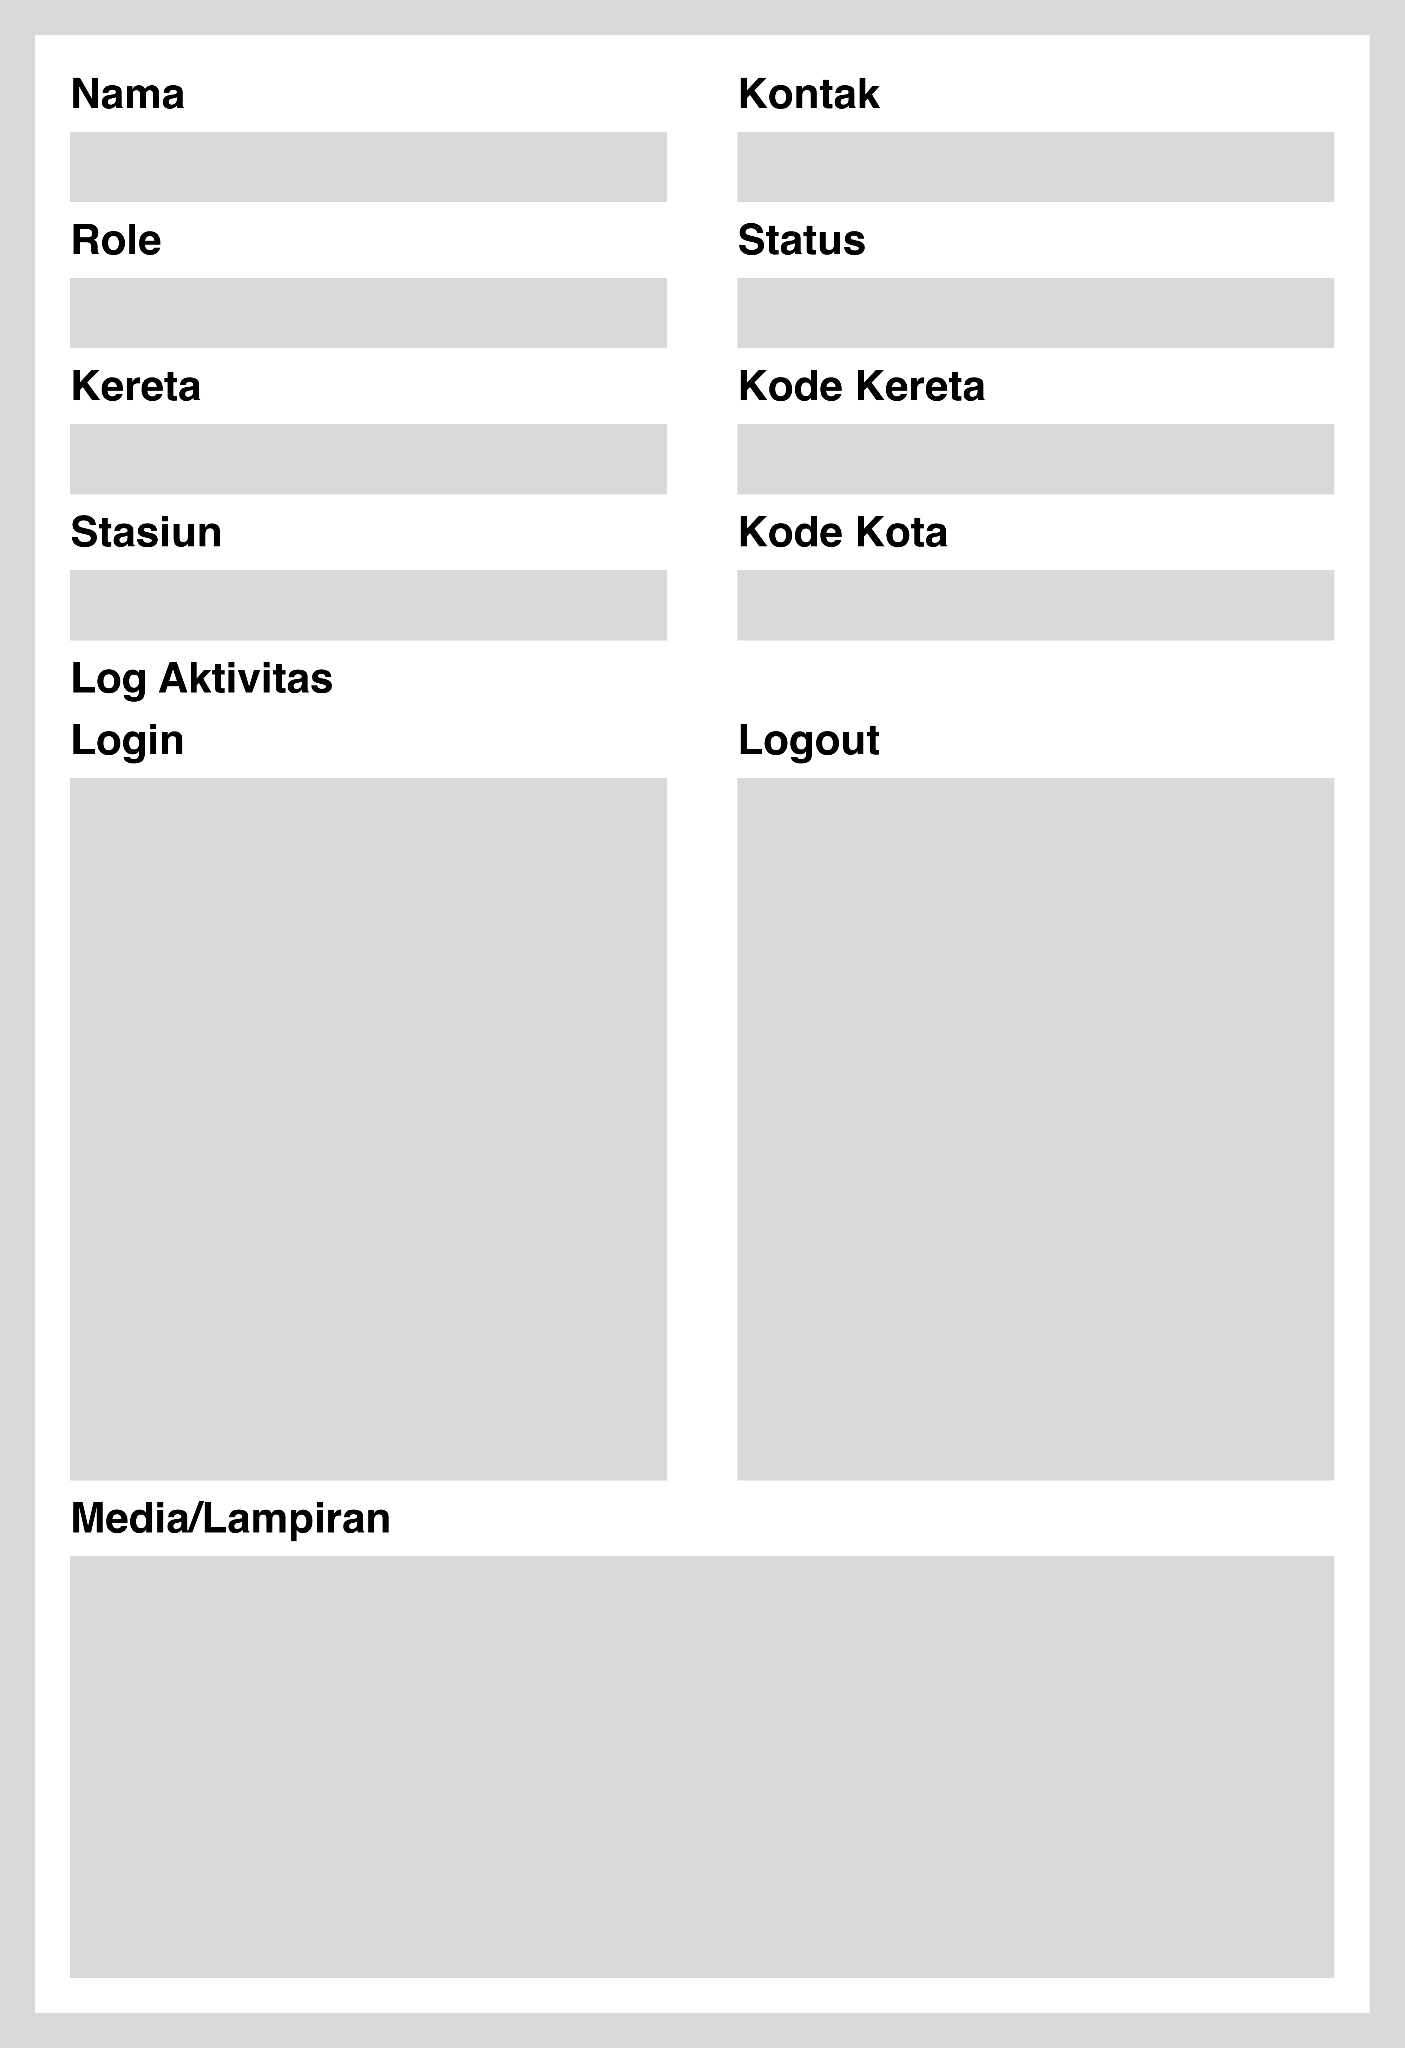 Nama
Kontak
Role
Status
Kereta
Kode Kereta
Stasiun
Kode Kota
Log Aktivitas
Login
Logout
Media/Lampiran